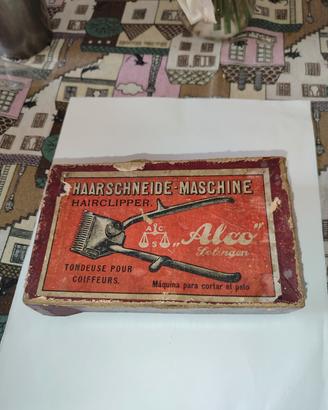 HAARSCHNEIDE-MASCHINE
HAIRCLIPPER.
A C
S
„Alco"
Solingen
TONDEUSE POUR
COIFFEURS.
Máquina para cortar el pelo